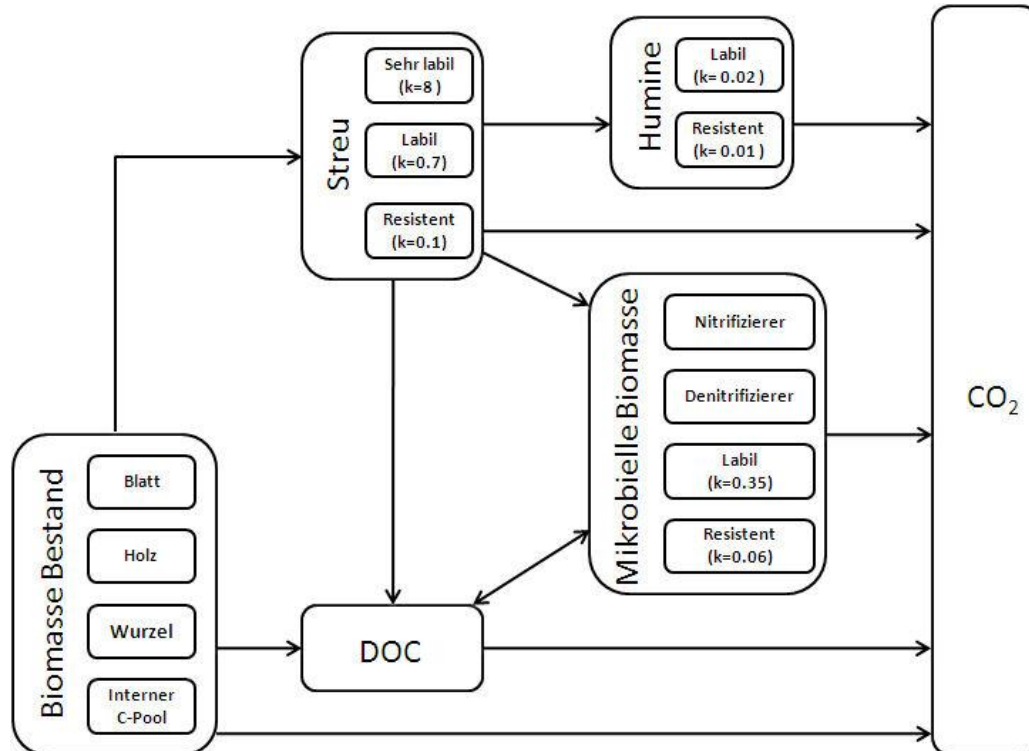 Streu
Sehr labil
(k=8 )
Labil
(k=0.7)
Resistent
(k=0.1)
Humine
Labil
(k= 0.02 )
Resistent
(k= 0.01 )
Mikrobielle Biomasse
Nitrifizierer
Denitrifizierer
Labil
(k=0.35)
Resistent
(k=0.06)
CO₂
Biomasse Bestand
Blatt
Holz
Wurzel
Interner
C-Pool
DOC